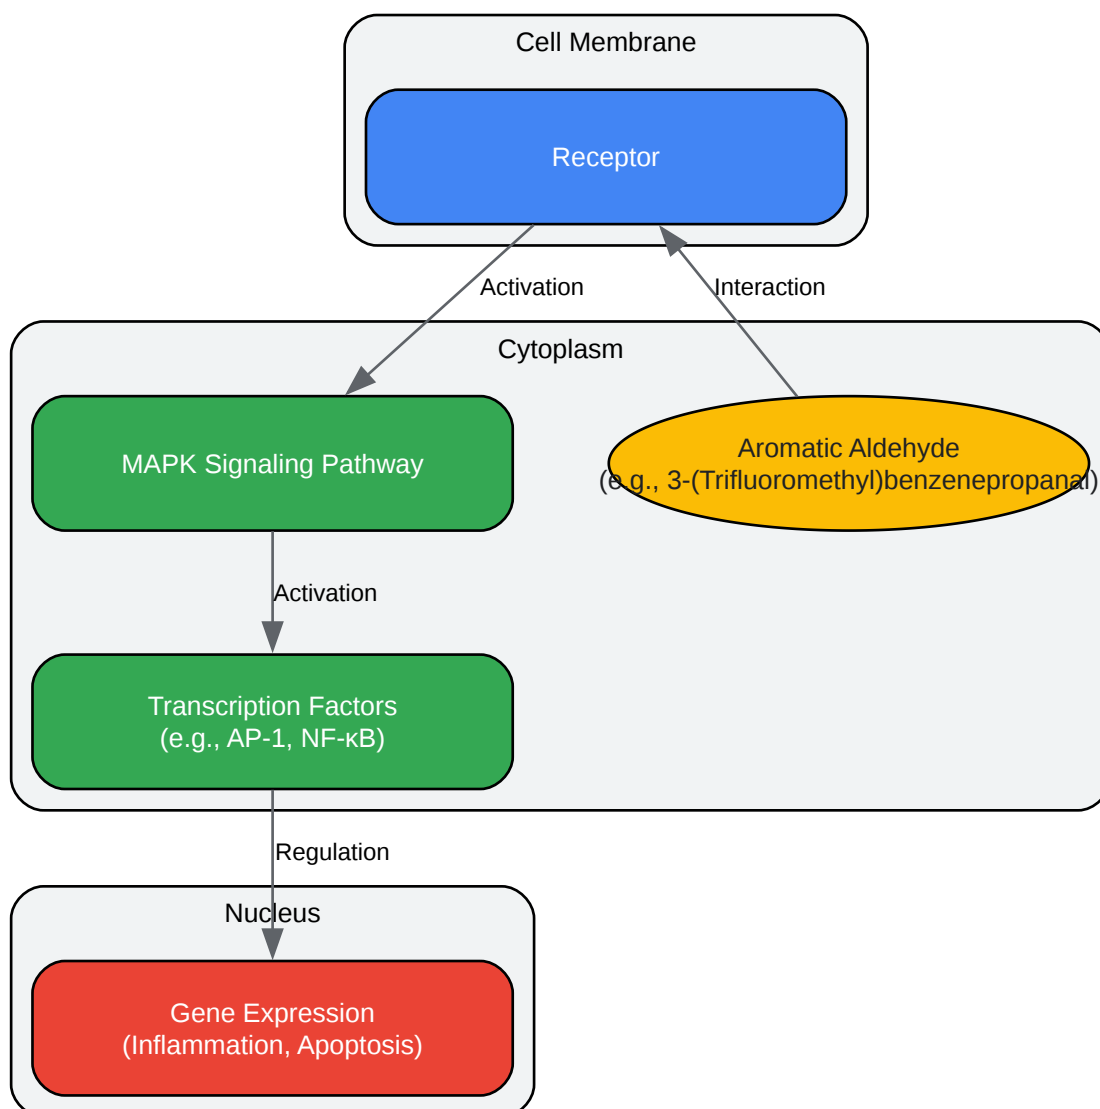 Cell Membrane
Receptor
Activation
Interaction
Cytoplasm
MAPK Signaling Pathway
Aromatic Aldehyde
(e.g., 3-(Trifluoromethyl)benzenepropanal)
Activation
Transcription Factors
(e.g., AP-1, NF-κB)
Regulation
Nucleus
Gene Expression
(Inflammation, Apoptosis)